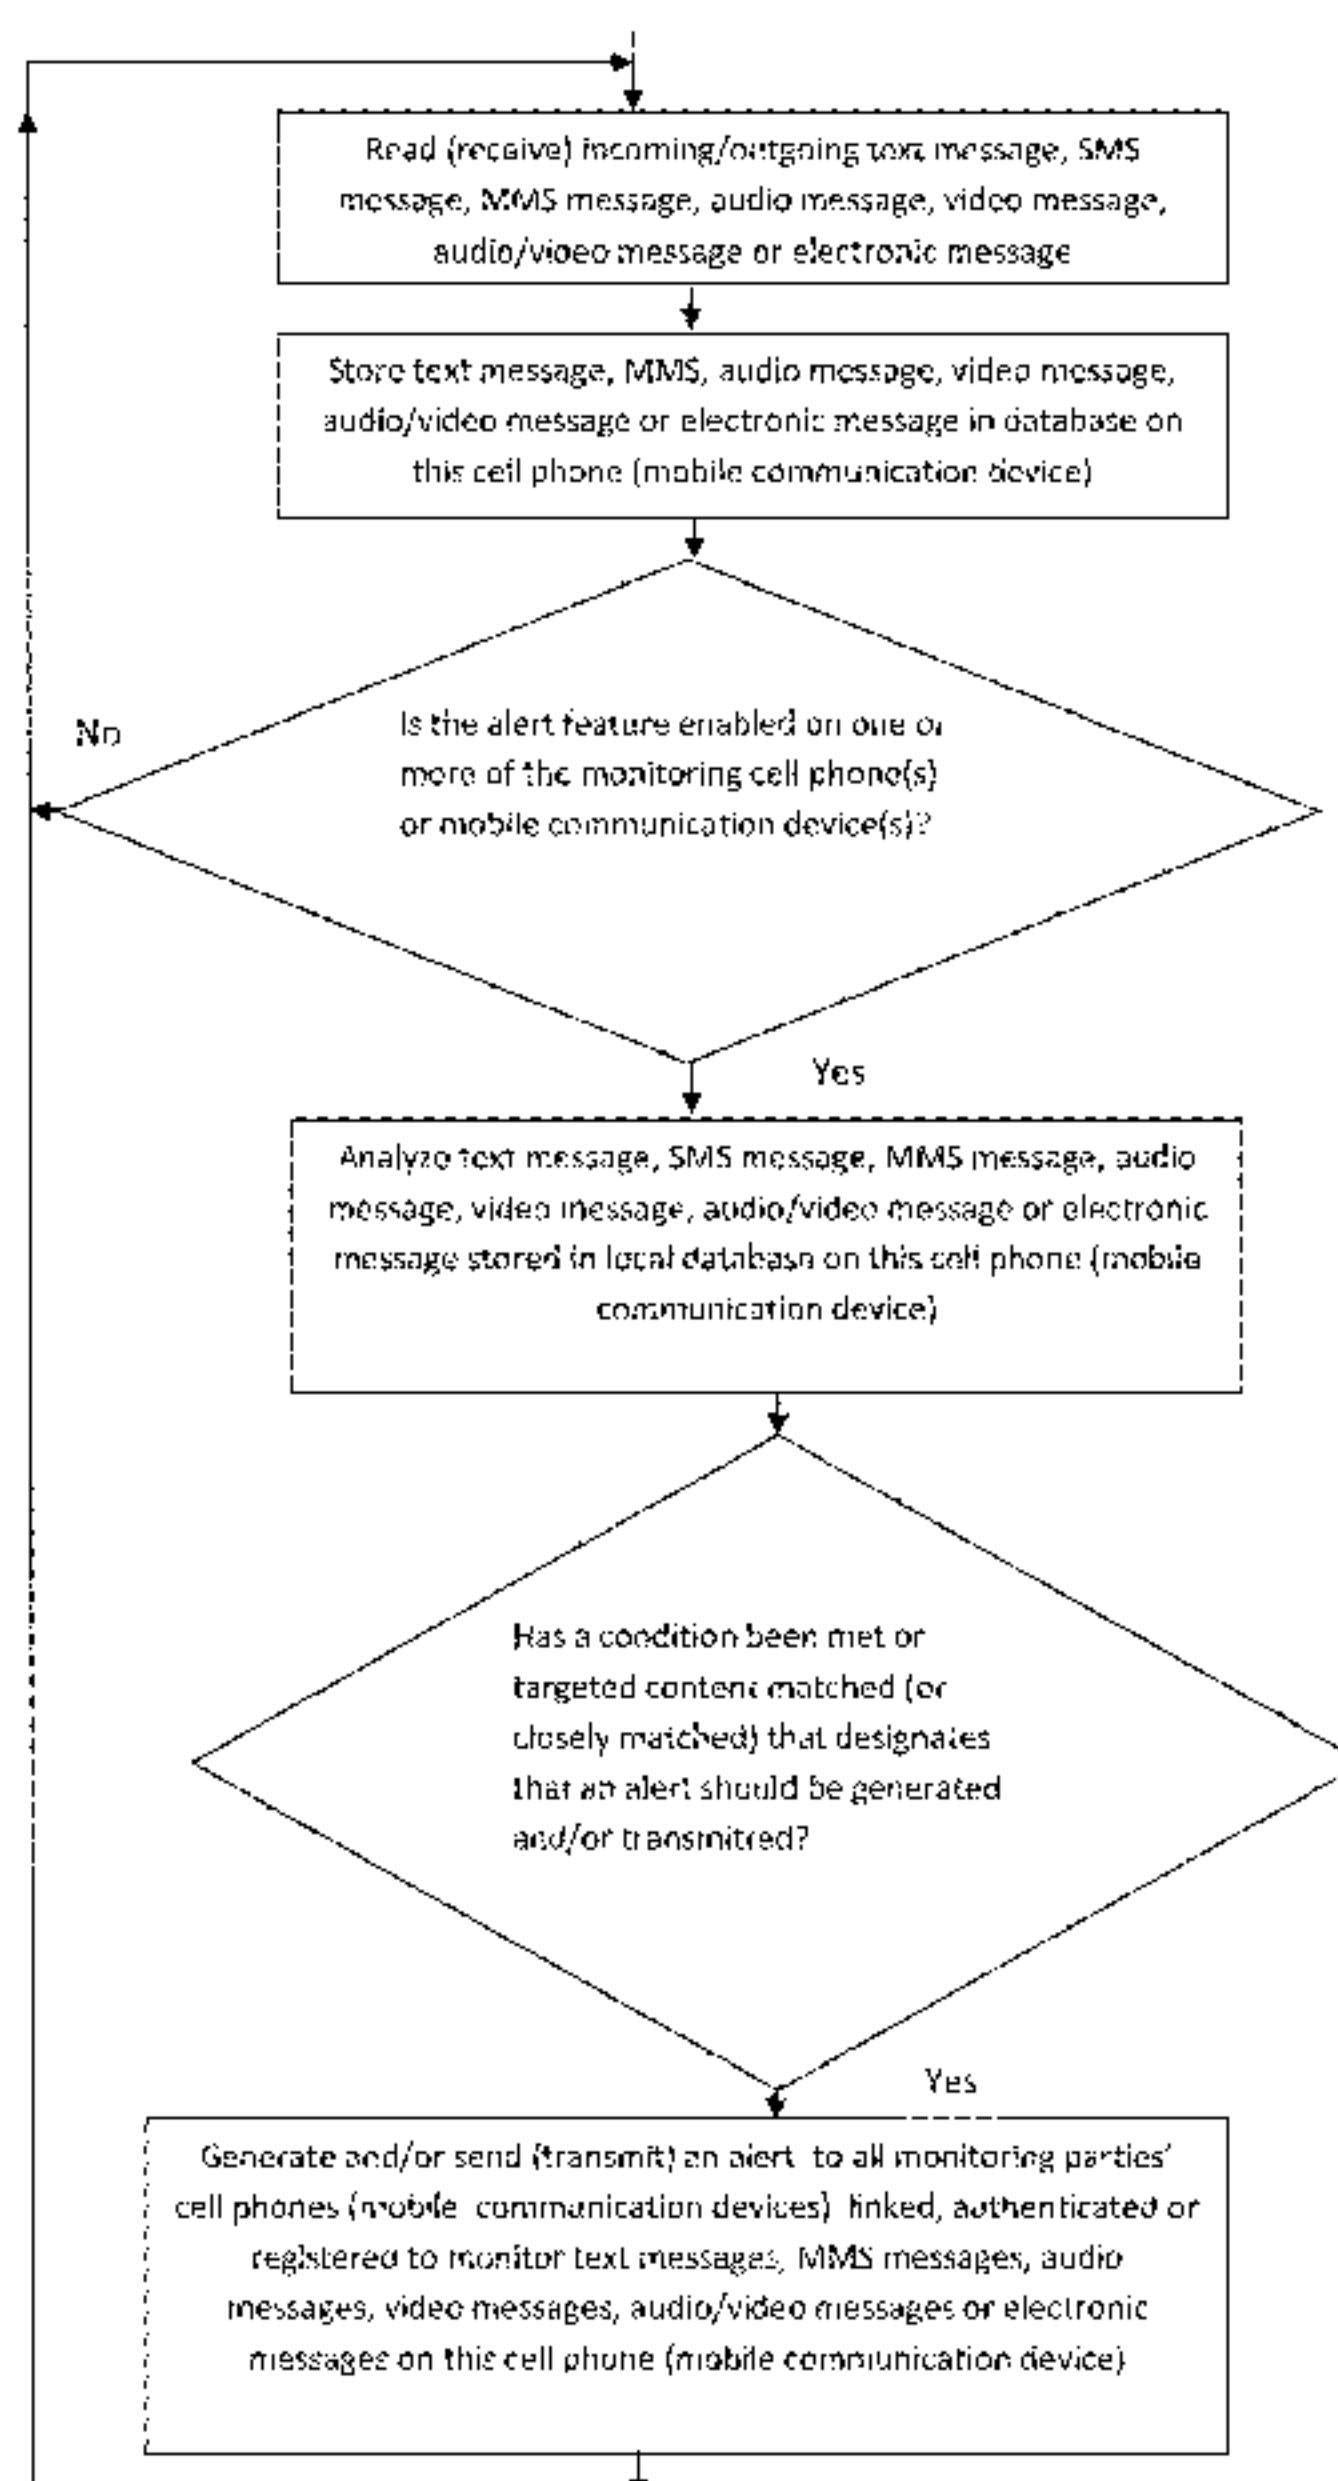 Read (receive) incoming/outgoing text message, SMS
message, MMS message, audio message, video message,
audio/video message or electronic message
Store text message, MMS, audio message, video message,
audio/video message or electronic message in database on
this cell phone (mobile communication device)
No
Is the alert feature enabled on one or
more of the monitoring cell phone(s)
or mobile communication device(s)?
Yes
Analyze text message, SMS message, MMS message, audio
message, video message, audio/video message or electronic
message stored in local database on this cell phone (mobile
communication device)
Has a condition been met or
targeted content matched (or
closely matched) that designates
that an alert should be generated
and/or transmitted?
Yes
Generate and/or send (transmit) an alert to all monitoring parties'
cell phones (mobile communication devices) linked, authenticated or
registered to monitor text messages, MMS messages, audio
messages, video messages, audio/video messages or electronic
messages on this cell phone (mobile communication device)